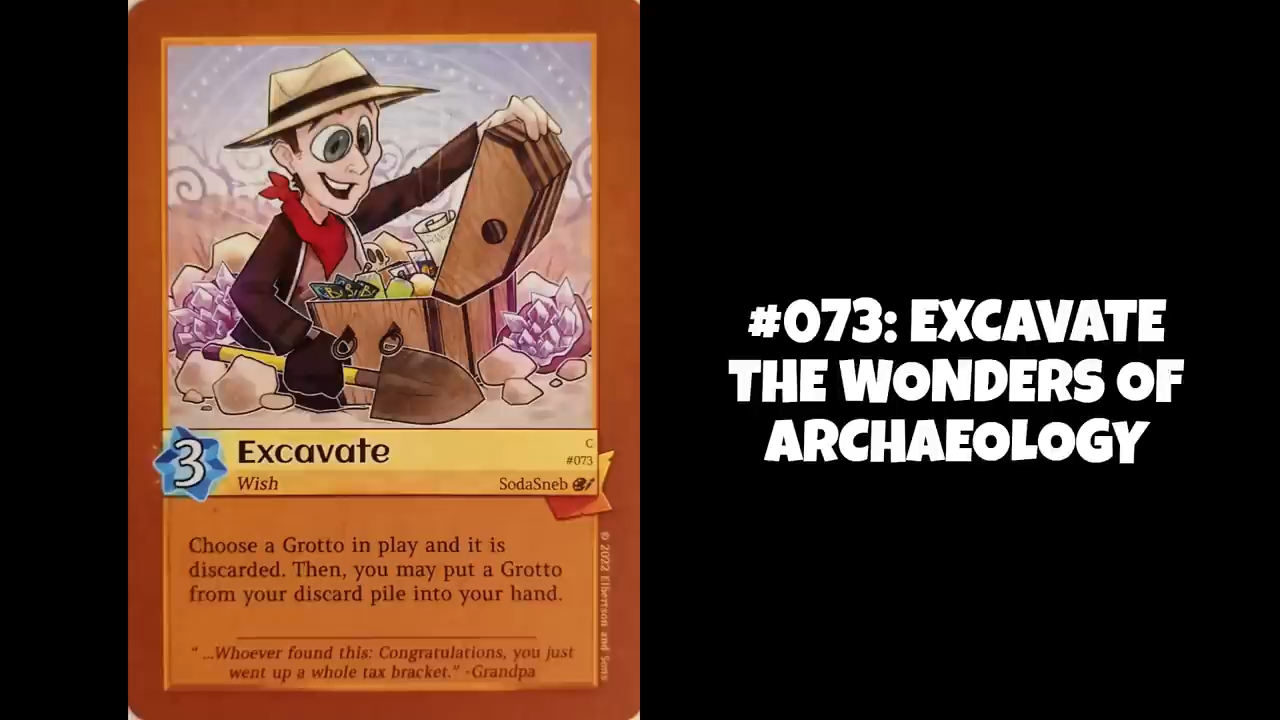 3
Excavate
C
#073
Wish
SodaSneb
Choose a Grotto in play and it is
discarded. Then, you may put a Grotto
from your discard pile into your hand.
“ ...Whoever found this: Congratulations, you just
went up a whole tax bracket.” -Grandpa
© 2022 Elbertson and Sons
#073: EXCAVATE
THE WONDERS OF
ARCHAEOLOGY